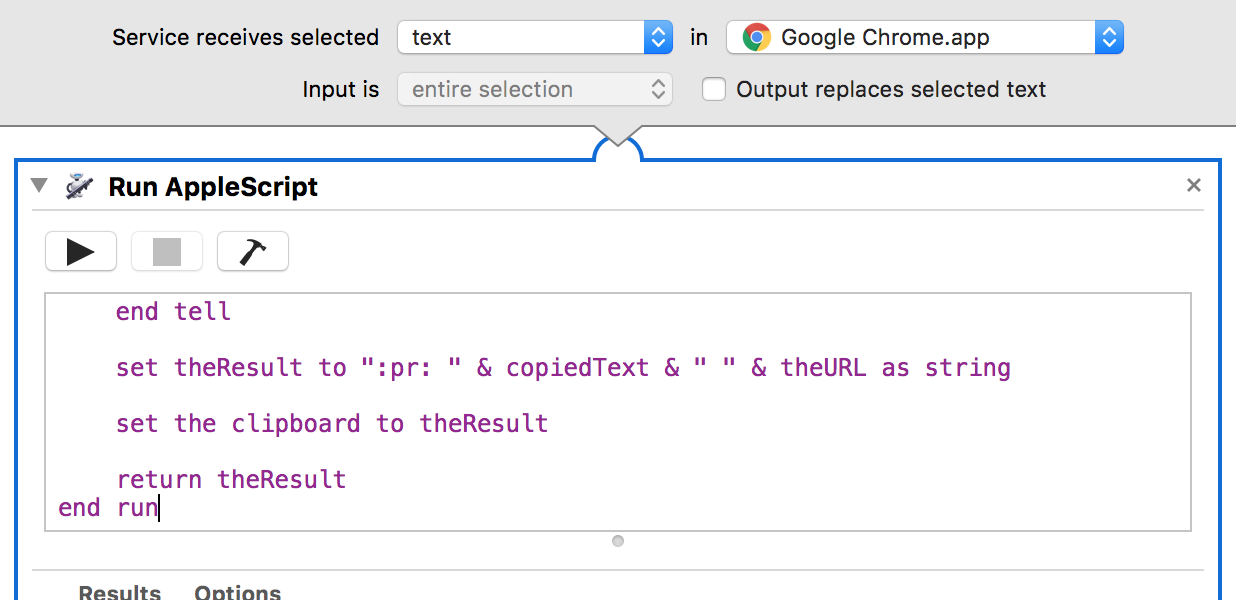 Service receives selected text in Google Chrome.app
Input is entire selection Output replaces selected text
Run AppleScript
end tell
set theResult to ":pr: " & copiedText & " " & theURL as string
set the clipboard to theResult
return theResult
end run
Results Options